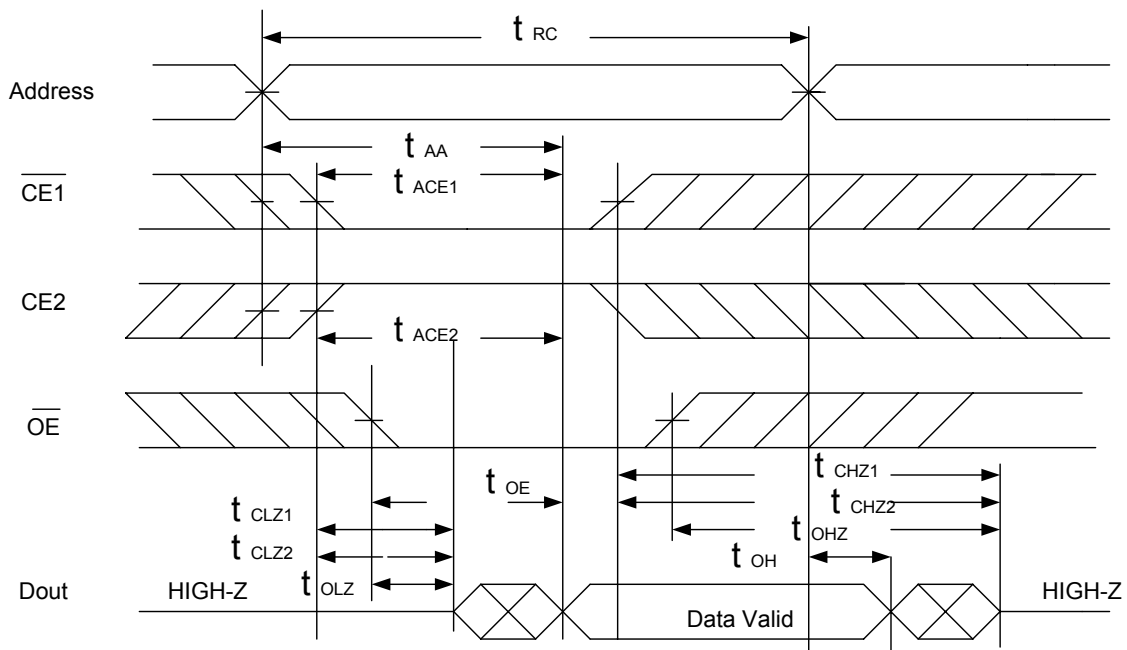 t RC
Address
t AA
CE1
t ACE1
CE2
t ACE2
OE
t CHZ1
t OE
t CLZ1
t CHZ2
t OHZ
t CLZ2
t OH
t OLZ
Dout
HIGH-Z
Data Valid
HIGH-Z